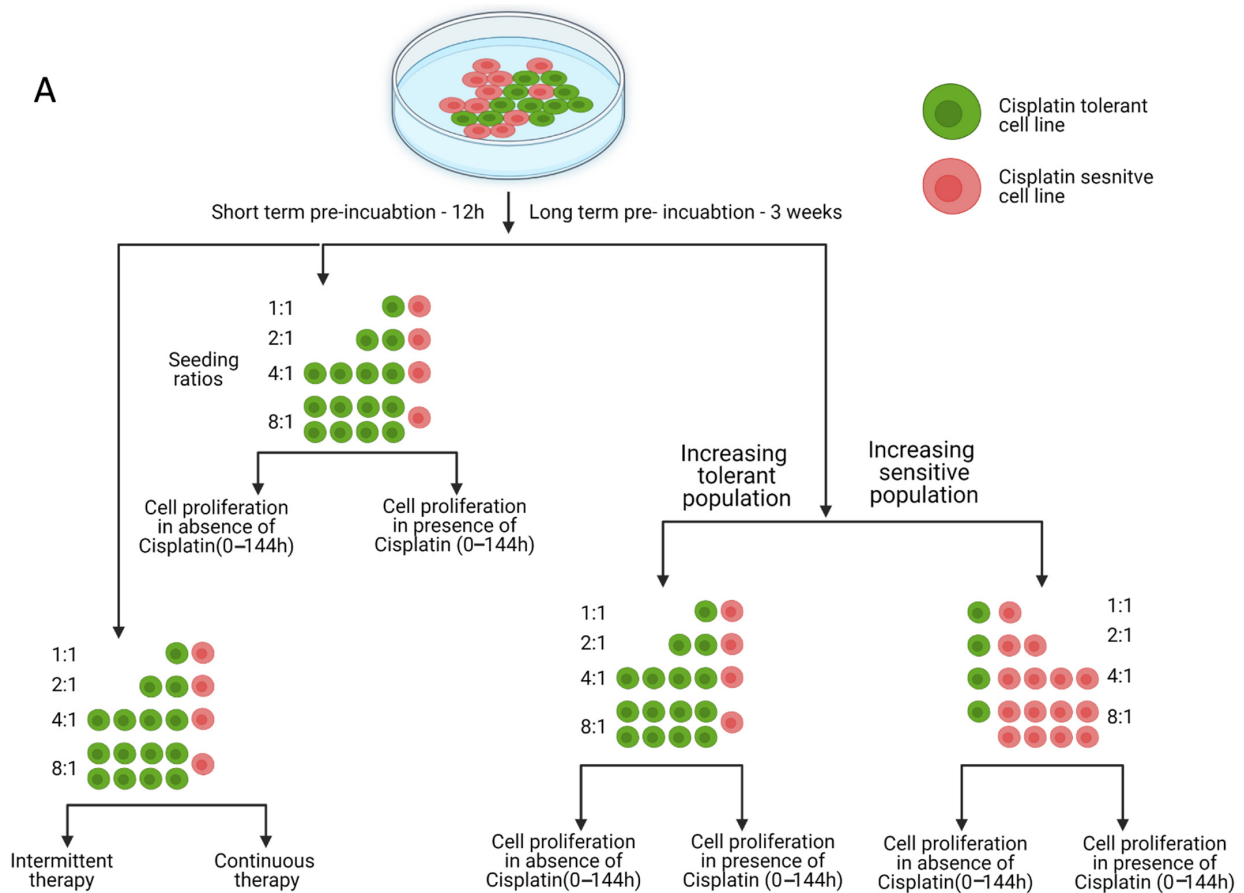 A
Cisplatin tolerant
cell line
Cisplatin sesnitve
cell line
Short term pre-incuabtion - 12h
Long term pre- incuabtion - 3 weeks
Seeding
ratios
1:1
2:1
4:1
8:1
Cell proliferation
in absence of
Cisplatin(0–144h)
Cell proliferation
in presence of
Cisplatin (0–144h)
Increasing
tolerant
population
Increasing
sensitive
population
1:1
2:1
4:1
8:1
Intermittent
therapy
Continuous
therapy
1:1
2:1
4:1
8:1
Cell proliferation
in absence of
Cisplatin(0–144h)
Cell proliferation
in presence of
Cisplatin (0–144h)
1:1
2:1
4:1
8:1
Cell proliferation
in absence of
Cisplatin(0–144h)
Cell proliferation
in presence of
Cisplatin (0–144h)